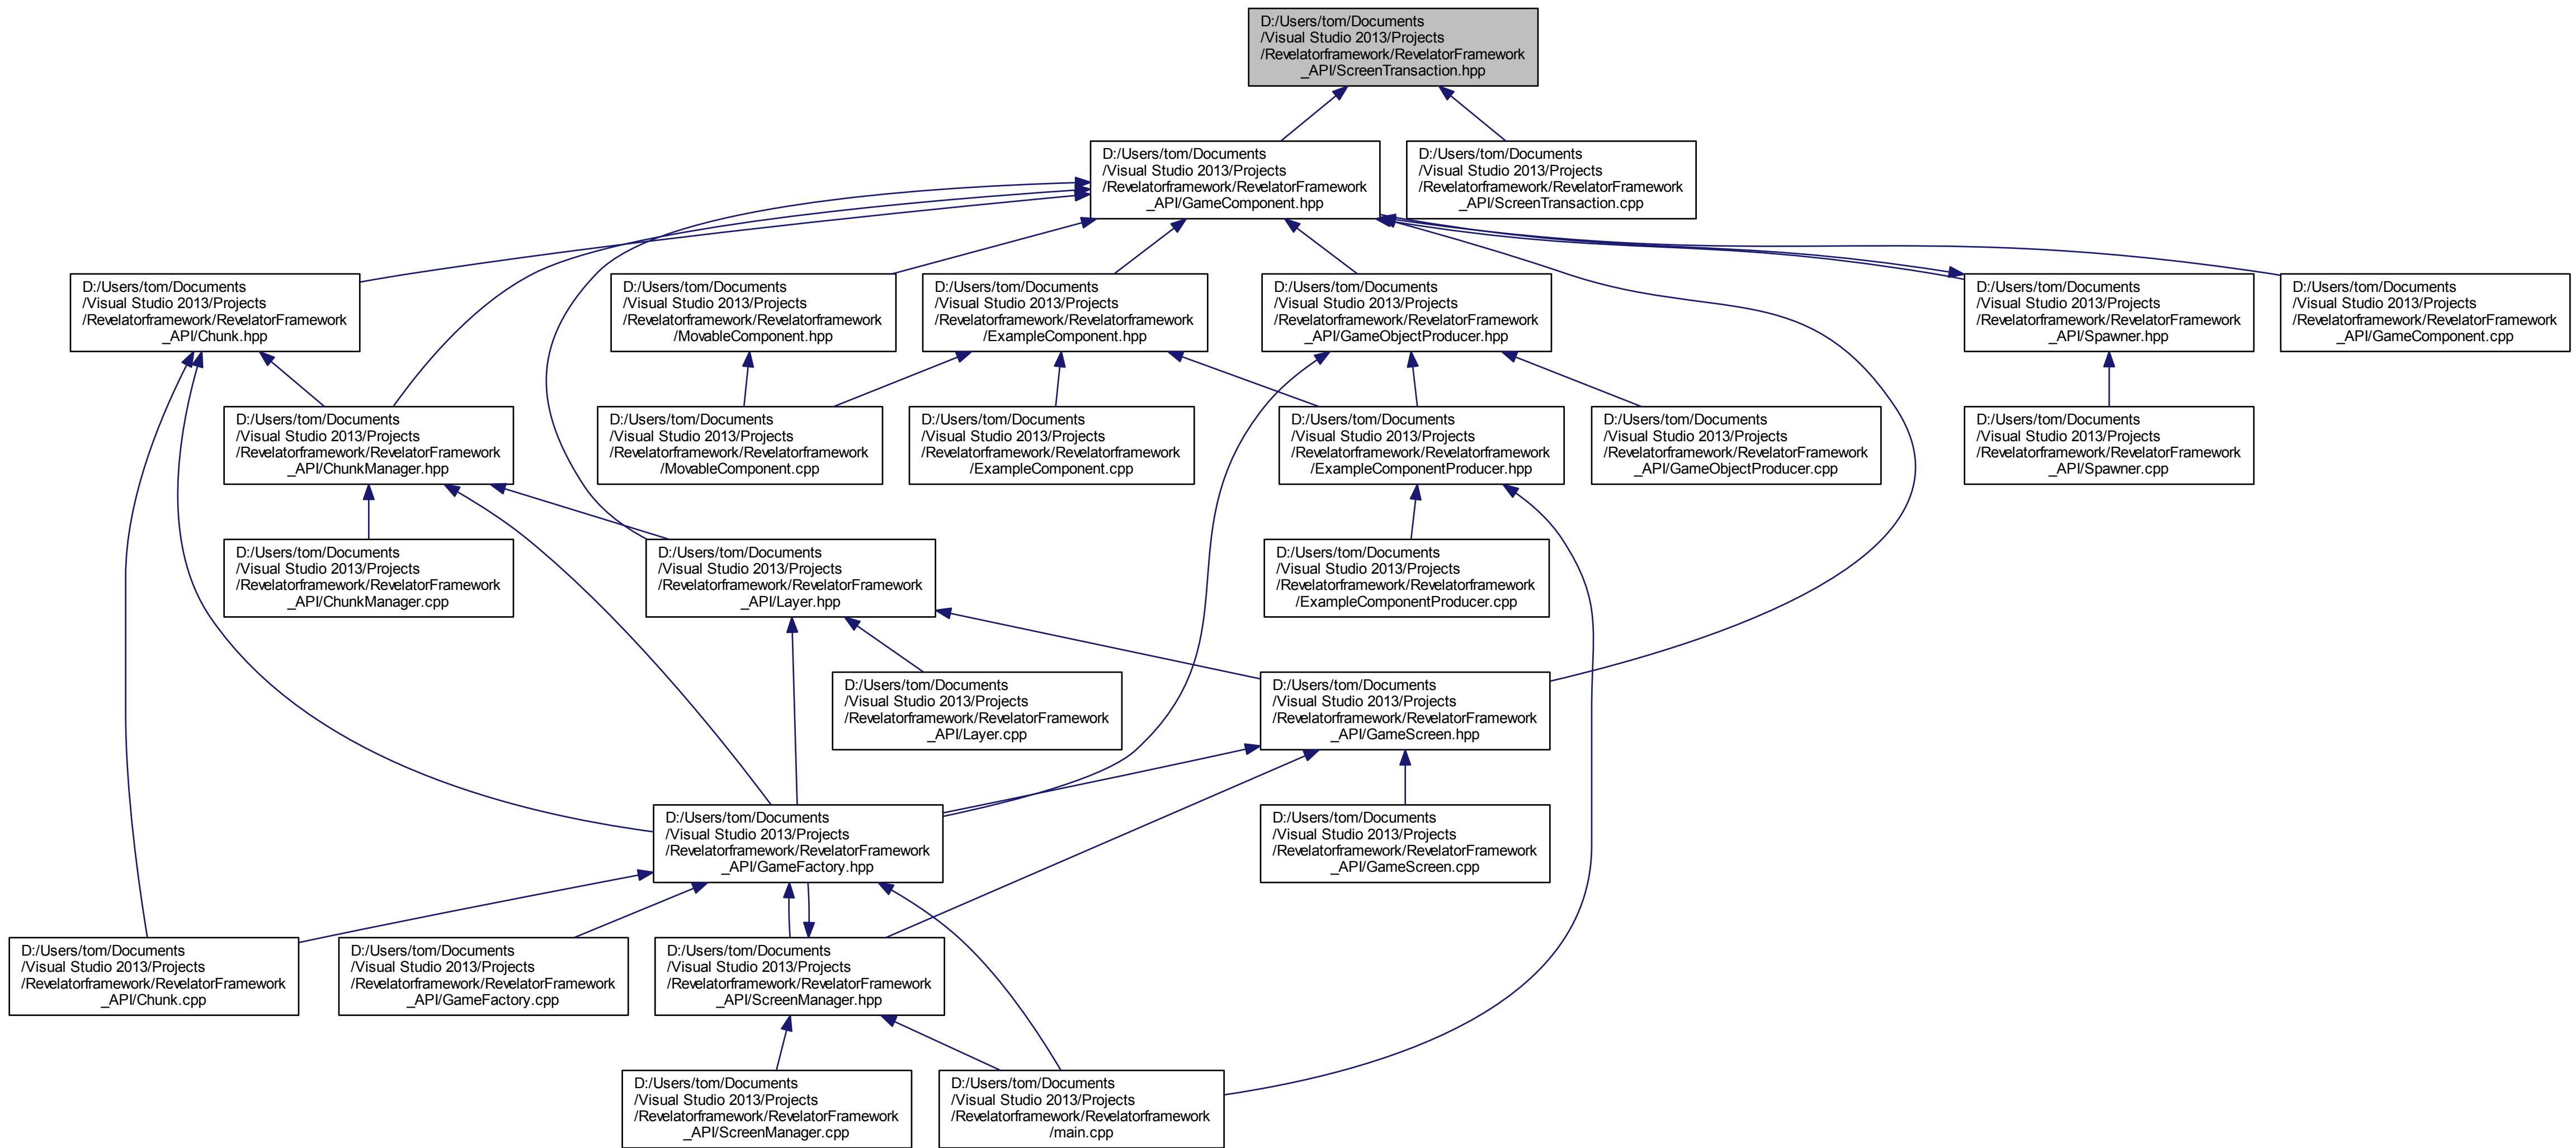 D:/Users/tom/Documents
/Visual Studio 2013/Projects
/Revelatorframework/RevelatorFramework
_API/ScreenTransaction.hpp
D:/Users/tom/Documents
/Visual Studio 2013/Projects
/Revelatorframework/RevelatorFramework
_API/GameComponent.hpp
D:/Users/tom/Documents
/Visual Studio 2013/Projects
/Revelatorframework/RevelatorFramework
_API/ScreenTransaction.cpp
D:/Users/tom/Documents
/Visual Studio 2013/Projects
/Revelatorframework/RevelatorFramework
_API/Chunk.hpp
D:/Users/tom/Documents
/Visual Studio 2013/Projects
/Revelatorframework/Revelatorframework
/MovableComponent.hpp
D:/Users/tom/Documents
/Visual Studio 2013/Projects
/Revelatorframework/Revelatorframework
/ExampleComponent.hpp
D:/Users/tom/Documents
/Visual Studio 2013/Projects
/Revelatorframework/RevelatorFramework
_API/GameObjectProducer.hpp
D:/Users/tom/Documents
/Visual Studio 2013/Projects
/Revelatorframework/RevelatorFramework
_API/Spawner.hpp
D:/Users/tom/Documents
/Visual Studio 2013/Projects
/Revelatorframework/RevelatorFramework
_API/GameComponent.cpp
D:/Users/tom/Documents
/Visual Studio 2013/Projects
/Revelatorframework/RevelatorFramework
_API/ChunkManager.hpp
D:/Users/tom/Documents
/Visual Studio 2013/Projects
/Revelatorframework/Revelatorframework
/MovableComponent.cpp
D:/Users/tom/Documents
/Visual Studio 2013/Projects
/Revelatorframework/Revelatorframework
/ExampleComponent.cpp
D:/Users/tom/Documents
/Visual Studio 2013/Projects
/Revelatorframework/Revelatorframework
/ExampleComponentProducer.hpp
D:/Users/tom/Documents
/Visual Studio 2013/Projects
/Revelatorframework/RevelatorFramework
_API/GameObjectProducer.cpp
D:/Users/tom/Documents
/Visual Studio 2013/Projects
/Revelatorframework/RevelatorFramework
_API/Spawner.cpp
D:/Users/tom/Documents
/Visual Studio 2013/Projects
/Revelatorframework/RevelatorFramework
_API/ChunkManager.cpp
D:/Users/tom/Documents
/Visual Studio 2013/Projects
/Revelatorframework/RevelatorFramework
_API/Layer.hpp
D:/Users/tom/Documents
/Visual Studio 2013/Projects
/Revelatorframework/Revelatorframework
/ExampleComponentProducer.cpp
D:/Users/tom/Documents
/Visual Studio 2013/Projects
/Revelatorframework/RevelatorFramework
_API/Layer.cpp
D:/Users/tom/Documents
/Visual Studio 2013/Projects
/Revelatorframework/RevelatorFramework
_API/GameScreen.hpp
D:/Users/tom/Documents
/Visual Studio 2013/Projects
/Revelatorframework/RevelatorFramework
_API/GameFactory.hpp
D:/Users/tom/Documents
/Visual Studio 2013/Projects
/Revelatorframework/RevelatorFramework
_API/GameScreen.cpp
D:/Users/tom/Documents
/Visual Studio 2013/Projects
/Revelatorframework/RevelatorFramework
_API/Chunk.cpp
D:/Users/tom/Documents
/Visual Studio 2013/Projects
/Revelatorframework/RevelatorFramework
_API/GameFactory.cpp
D:/Users/tom/Documents
/Visual Studio 2013/Projects
/Revelatorframework/RevelatorFramework
_API/ScreenManager.hpp
D:/Users/tom/Documents
/Visual Studio 2013/Projects
/Revelatorframework/RevelatorFramework
_API/ScreenManager.cpp
D:/Users/tom/Documents
/Visual Studio 2013/Projects
/Revelatorframework/Revelatorframework
/main.cpp